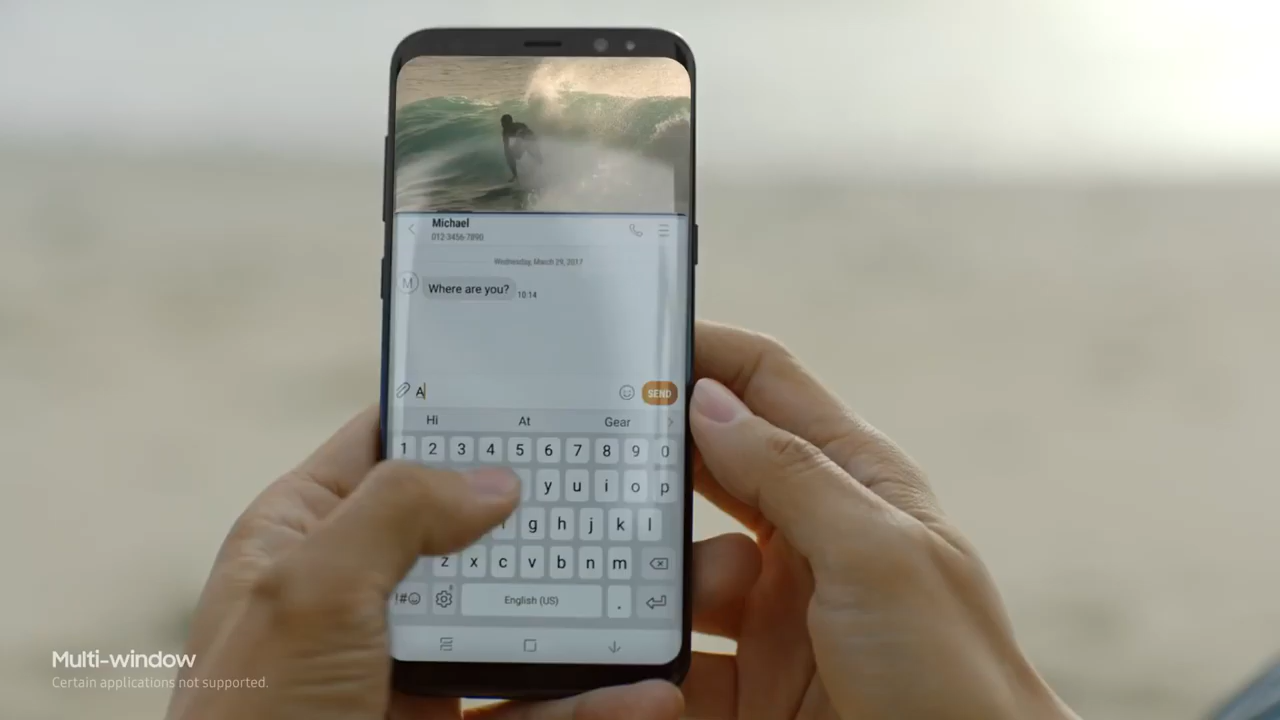 Michael
012-3456-7890
Wednesday, March 29, 2017
M
Where are you? 10:14
A
SEND
Hi At Gear
1 2 3 4 5 6 7 8 9 0
y u i o p
g h j k l
z x c v b n m
!#☺ English (US) .
Multi-window
Certain applications not supported.